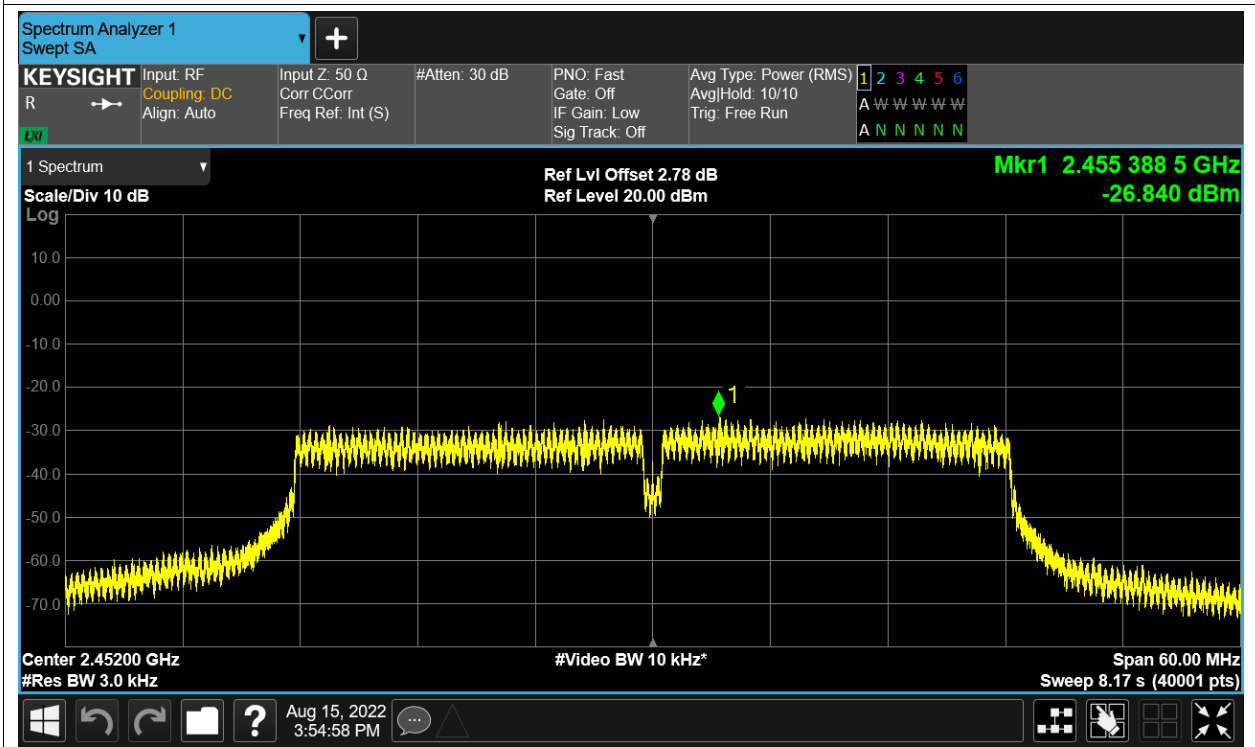 Spectrum Analyzer 1
Swept SA
KEYSIGHT
R
LXI
Input: RF
Coupling: DC
Align: Auto
Input Z: 50 Ω
Corr CCorr
Freq Ref: Int (S)
#Atten: 30 dB
PNO: Fast
Gate: Off
IF Gain: Low
Sig Track: Off
Avg Type: Power (RMS)
Avg|Hold: 10/10
Trig: Free Run
1 2 3 4 5 6
A W W W W W
A N N N N N
1 Spectrum
Scale/Div 10 dB
Log
Ref Lvl Offset 2.78 dB
Ref Level 20.00 dBm
Mkr1 2.455 388 5 GHz
-26.840 dBm
10.0
0.00
-10.0
-20.0
1
-30.0
-40.0
-50.0
-60.0
-70.0
Center 2.45200 GHz
#Video BW 10 kHz*
Span 60.00 MHz
#Res BW 3.0 kHz
Sweep 8.17 s (40001 pts)
?
Aug 15, 2022
3:54:58 PM